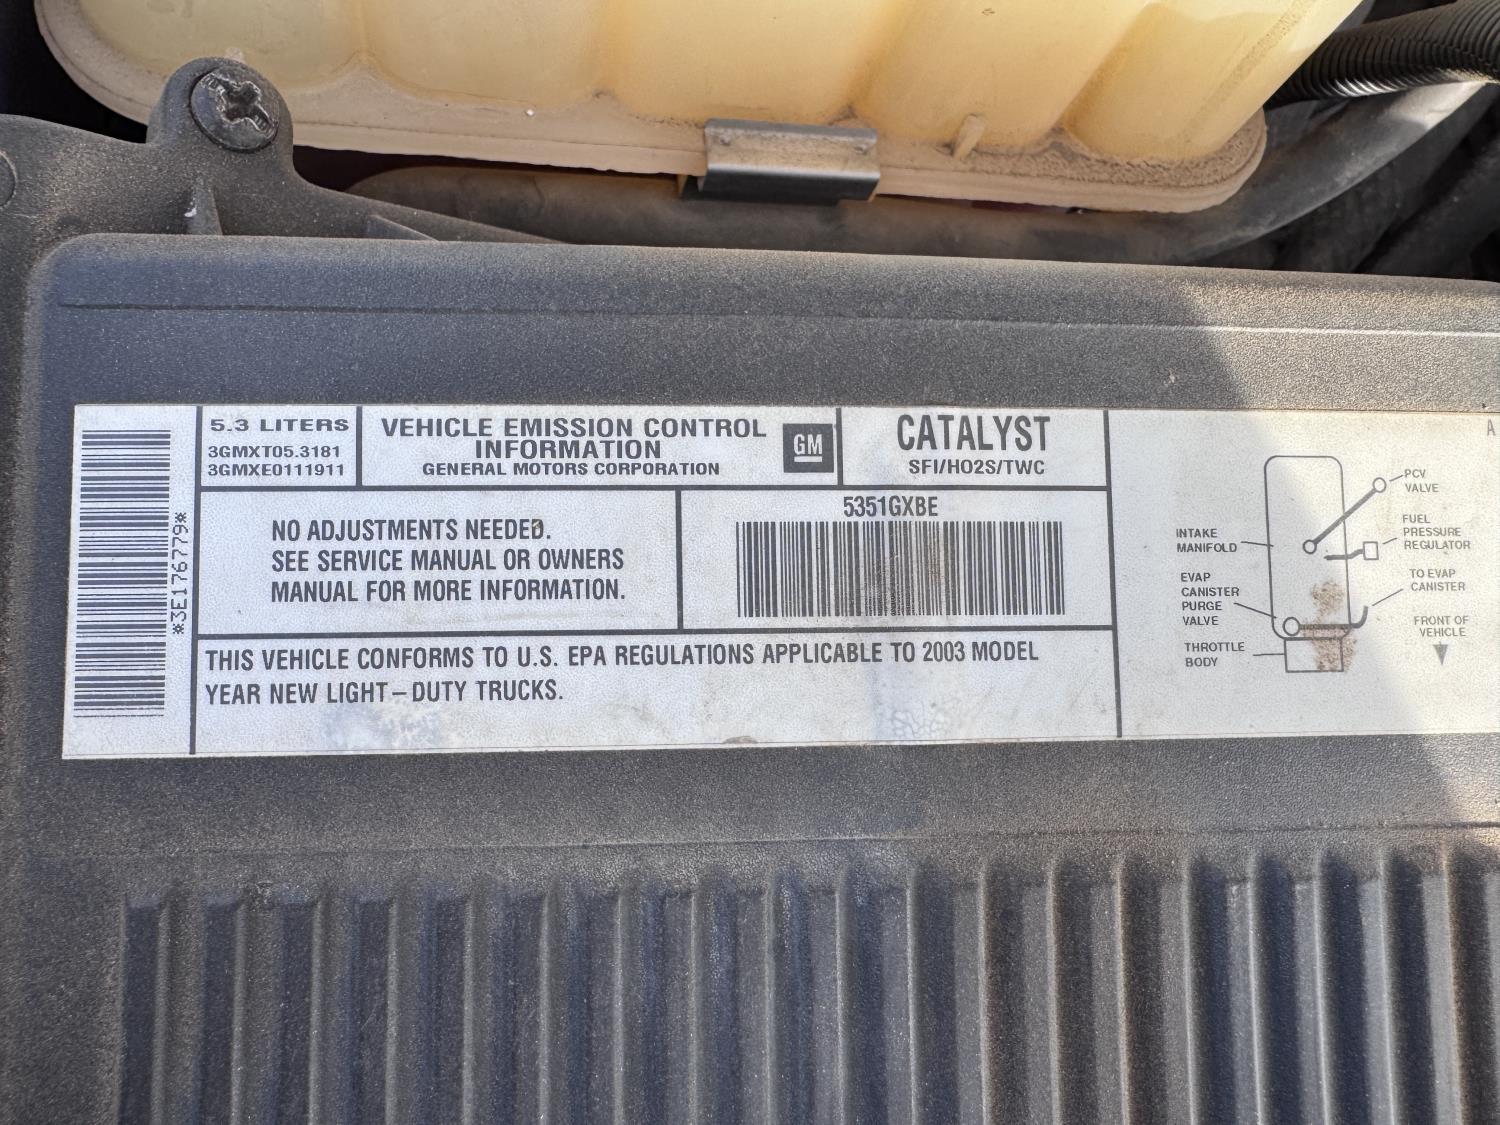 *3E176779*
5.3 LITERS
3GMXT05.3181
3GMXE0111911
VEHICLE EMISSION CONTROL
INFORMATION
GENERAL MOTORS CORPORATION
GM
CATALYST
SFI/HO2S/TWC
NO ADJUSTMENTS NEEDED.
SEE SERVICE MANUAL OR OWNERS
MANUAL FOR MORE INFORMATION.
5351GXBE
THIS VEHICLE CONFORMS TO U.S. EPA REGULATIONS APPLICABLE TO 2003 MODEL
YEAR NEW LIGHT-DUTY TRUCKS.
A
PCV
VALVE
FUEL
PRESSURE
REGULATOR
INTAKE
MANIFOLD
TO EVAP
CANISTER
EVAP
CANISTER
PURGE
VALVE
FRONT OF
VEHICLE
THROTTLE
BODY